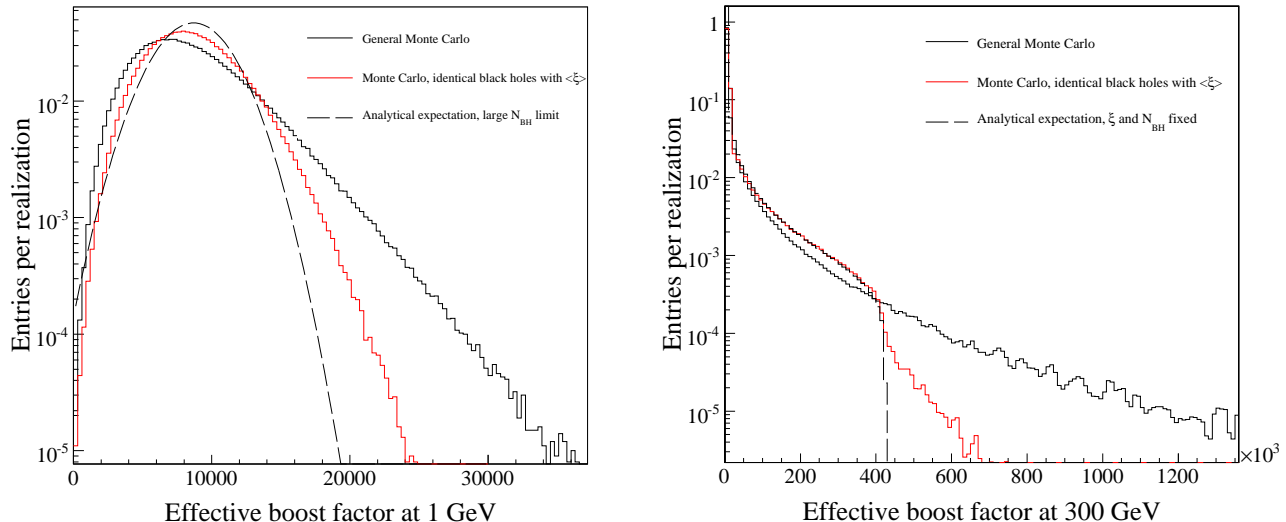 General Monte Carlo
Monte Carlo, identical black holes with <ξ>
Analytical expectation, large N_BH limit
10^-2
10^-3
10^-4
10^-5
0 10000 20000 30000
Entries per realization
Effective boost factor at 1 GeV
General Monte Carlo
Monte Carlo, identical black holes with <ξ>
Analytical expectation, ξ and N_BH fixed
1
10^-1
10^-2
10^-3
10^-4
10^-5
0 200 400 600 800 1000 1200
×10^3
Entries per realization
Effective boost factor at 300 GeV